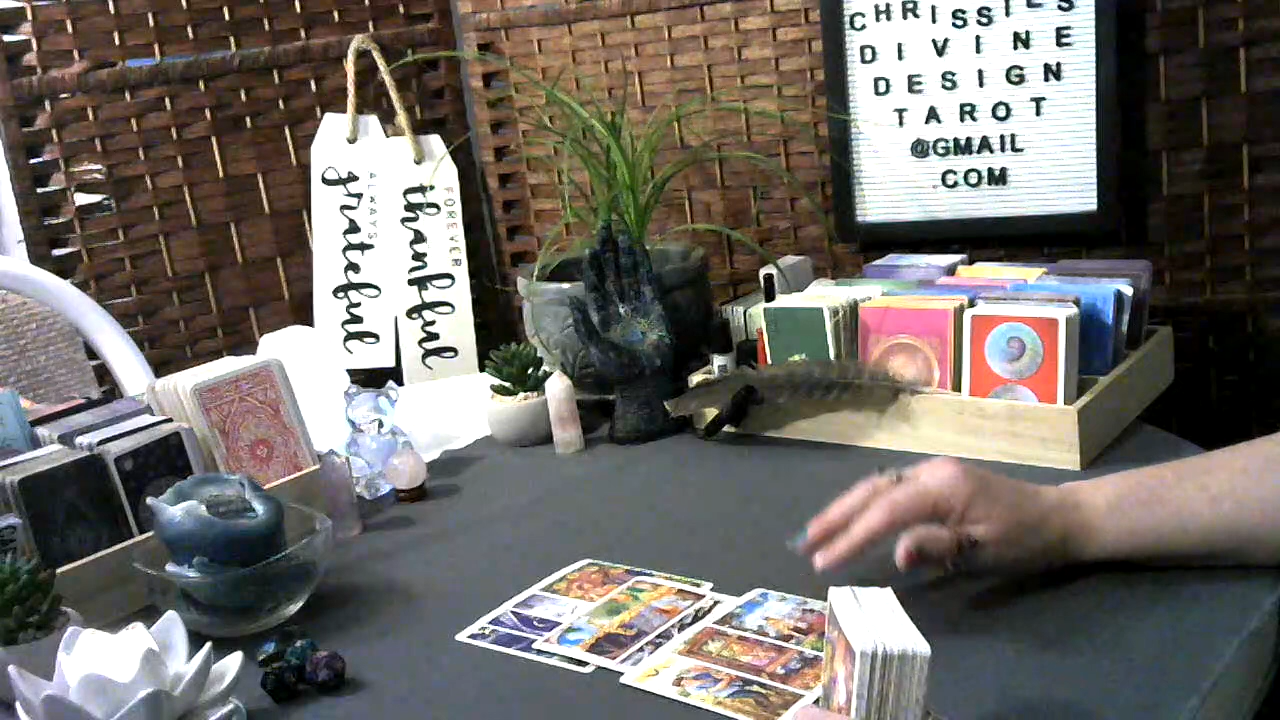 CHRISSIES
DIVINE
DESIGN
TAROT
@GMAIL
.COM
ALWAYS
grateful
FOREVER
thankful